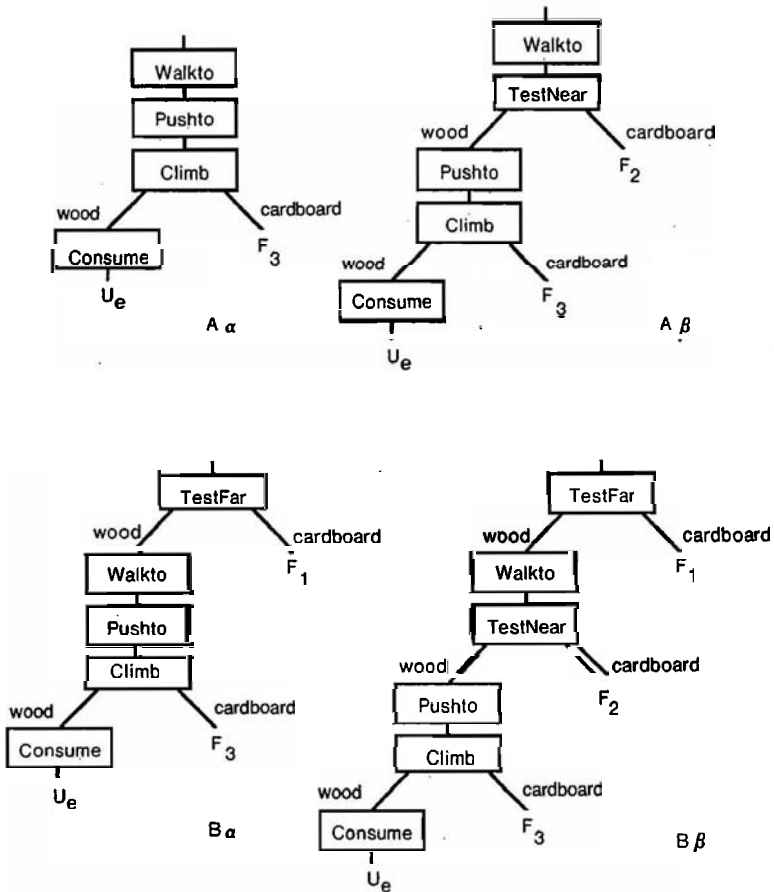 Walkto
Pushto
Climb
wood
cardboard
Consume
F3
Ue
A α
Walkto
TestNear
wood
cardboard
Pushto
F2
Climb
wood
cardboard
Consume
F3
Ue
A β
TestFar
wood
cardboard
Walkto
F1
Pushto
Climb
wood
cardboard
Consume
F3
Ue
B α
TestFar
wood
cardboard
Walkto
F1
TestNear
wood
cardboard
Pushto
F2
Climb
wood
cardboard
Consume
F3
Ue
B β